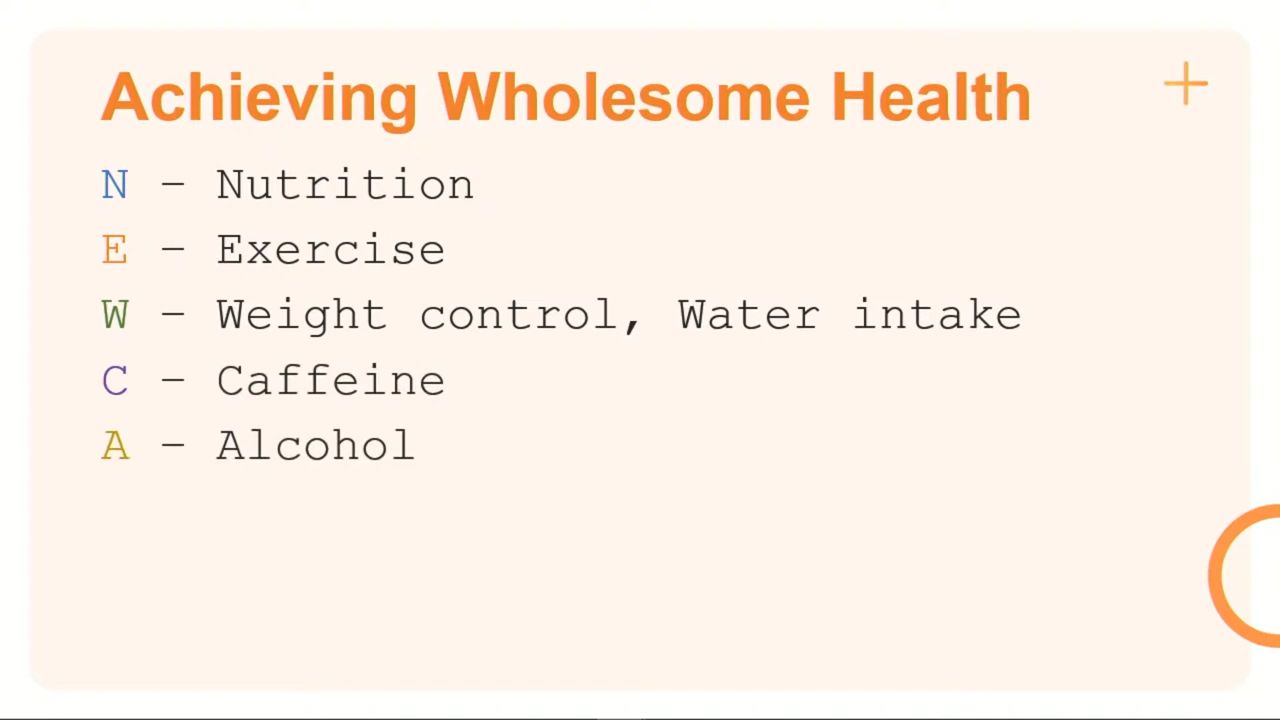 Achieving Wholesome Health
N – Nutrition
E – Exercise
W – Weight control, Water intake
C – Caffeine
A – Alcohol